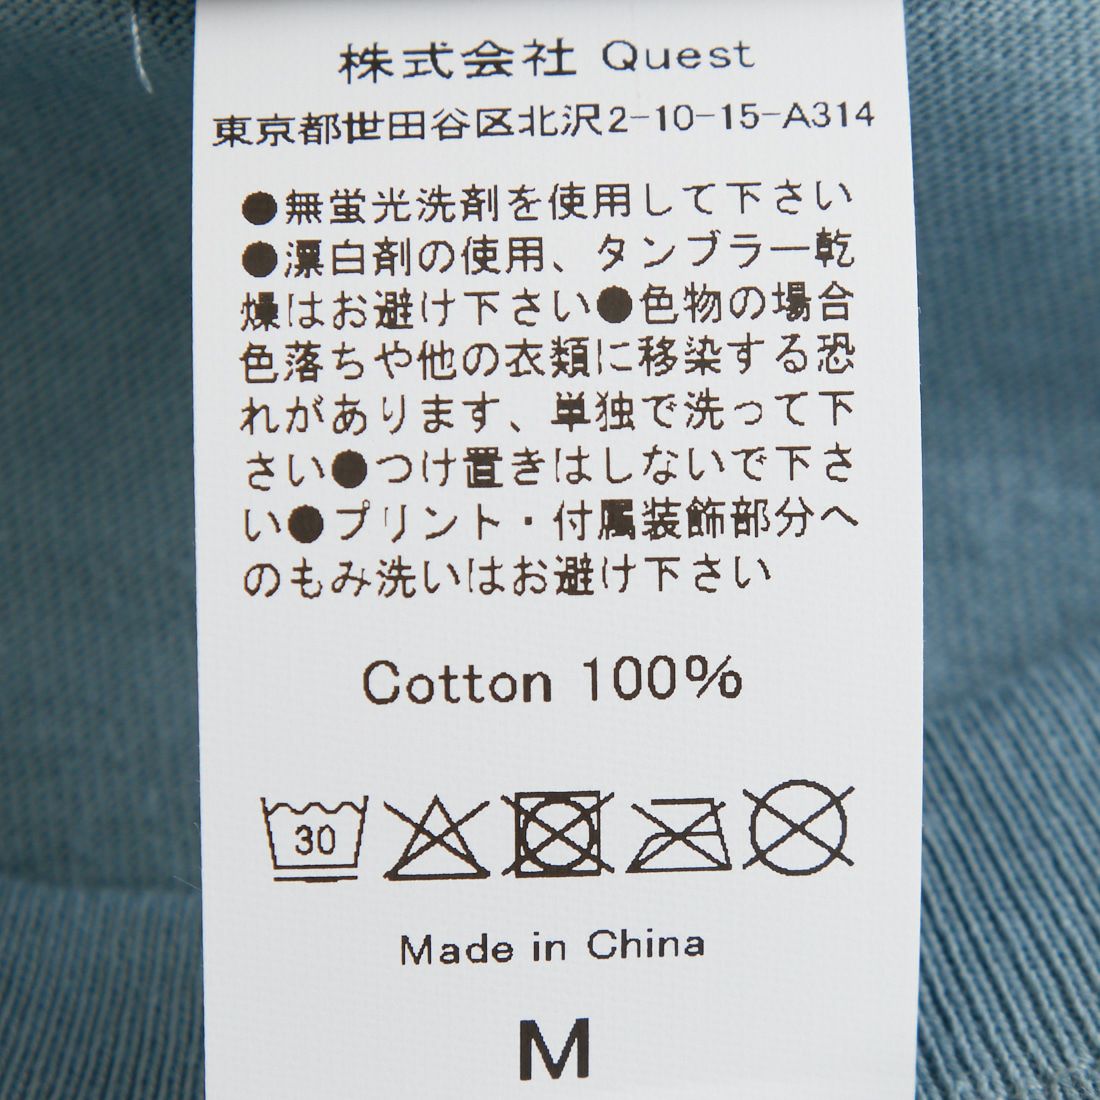 株式会社 Quest
東京都世田谷区北沢2-10-15-A314
●無蛍光洗剤を使用して下さい
●漂白剤の使用、タンブラー乾
燥はお避け下さい●色物の場合
色落ちや他の衣類に移染する恐
れがあります、単独で洗って下
さい●つけ置きはしないで下さ
い●プリント・付属装飾部分へ
のもみ洗いはお避け下さい
Cotton 100%
30
Made in China
M